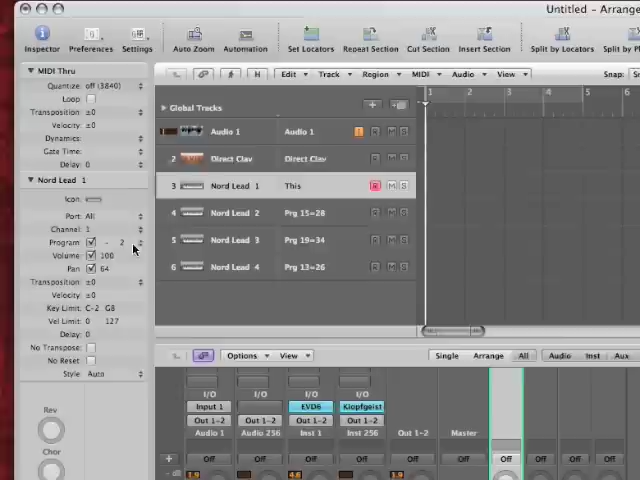 Untitled – Arrange
Inspector
Preferences
Settings
Auto Zoom
Automation
Set Locators
Repeat Section
Cut Section
Insert Section
Split by Locators
Split by
MIDI Thru
H
Edit
Track
Region
MIDI
Audio
View
Snap:
Quantize: off (3840)
Loop:
Transposition: ±0
Velocity: ±0
Dynamics:
Gate Time:
Delay: 0
Global Tracks
1 2 3 4 5 6
Audio 1 Audio 1 I R M S
2 Direct Clav Direct Clav R M S
3 Nord Lead 1 This R M S
4 Nord Lead 2 Prg 15=28 R M S
5 Nord Lead 3 Prg 19=34 R M S
6 Nord Lead 4 Prg 13=26 R M S
Nord Lead 1
Icon:
Port: All
Channel: 1
Program: - 2
Volume: 100
Pan: 64
Transposition: ±0
Velocity: ±0
Key Limit: C-2 G8
Vel Limit: 0 127
Delay: 0
No Transpose:
No Reset:
Style: Auto
Rev
Chor
Options
View
Single
Arrange
All
Audio
Inst
Aux
I/O I/O I/O I/O
Input 1 EVD6 Klopfgeist
Out 1-2 Out 1-2 Out 1-2 Out 1-2
Audio 1 Audio 256 Inst 1 Inst 256 Out 1-2 Master
Off Off Off Off Off Off Off Off Off Off